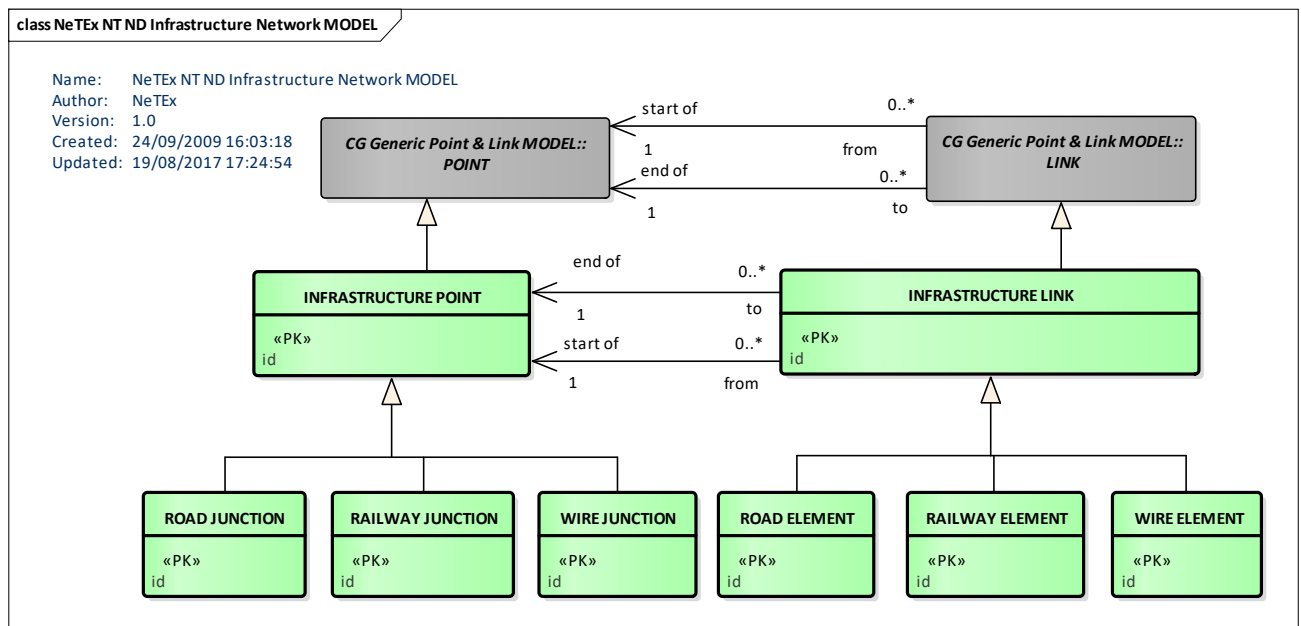 class NeTEx NT ND Infrastructure Network MODEL
Name: NeTEx NT ND Infrastructure Network MODEL
Author: NeTEx
Version: 1.0
Created: 24/09/2009 16:03:18
Updated: 19/08/2017 17:24:54
CG Generic Point & Link MODEL::
POINT
start of
0..*
1
from
end of
0..*
1
to
CG Generic Point & Link MODEL::
LINK
INFRASTRUCTURE POINT
«PK»
id
end of
0..*
1
to
start of
0..*
1
from
INFRASTRUCTURE LINK
«PK»
id
ROAD JUNCTION
«PK»
id
RAILWAY JUNCTION
«PK»
id
WIRE JUNCTION
«PK»
id
ROAD ELEMENT
«PK»
id
RAILWAY ELEMENT
«PK»
id
WIRE ELEMENT
«PK»
id